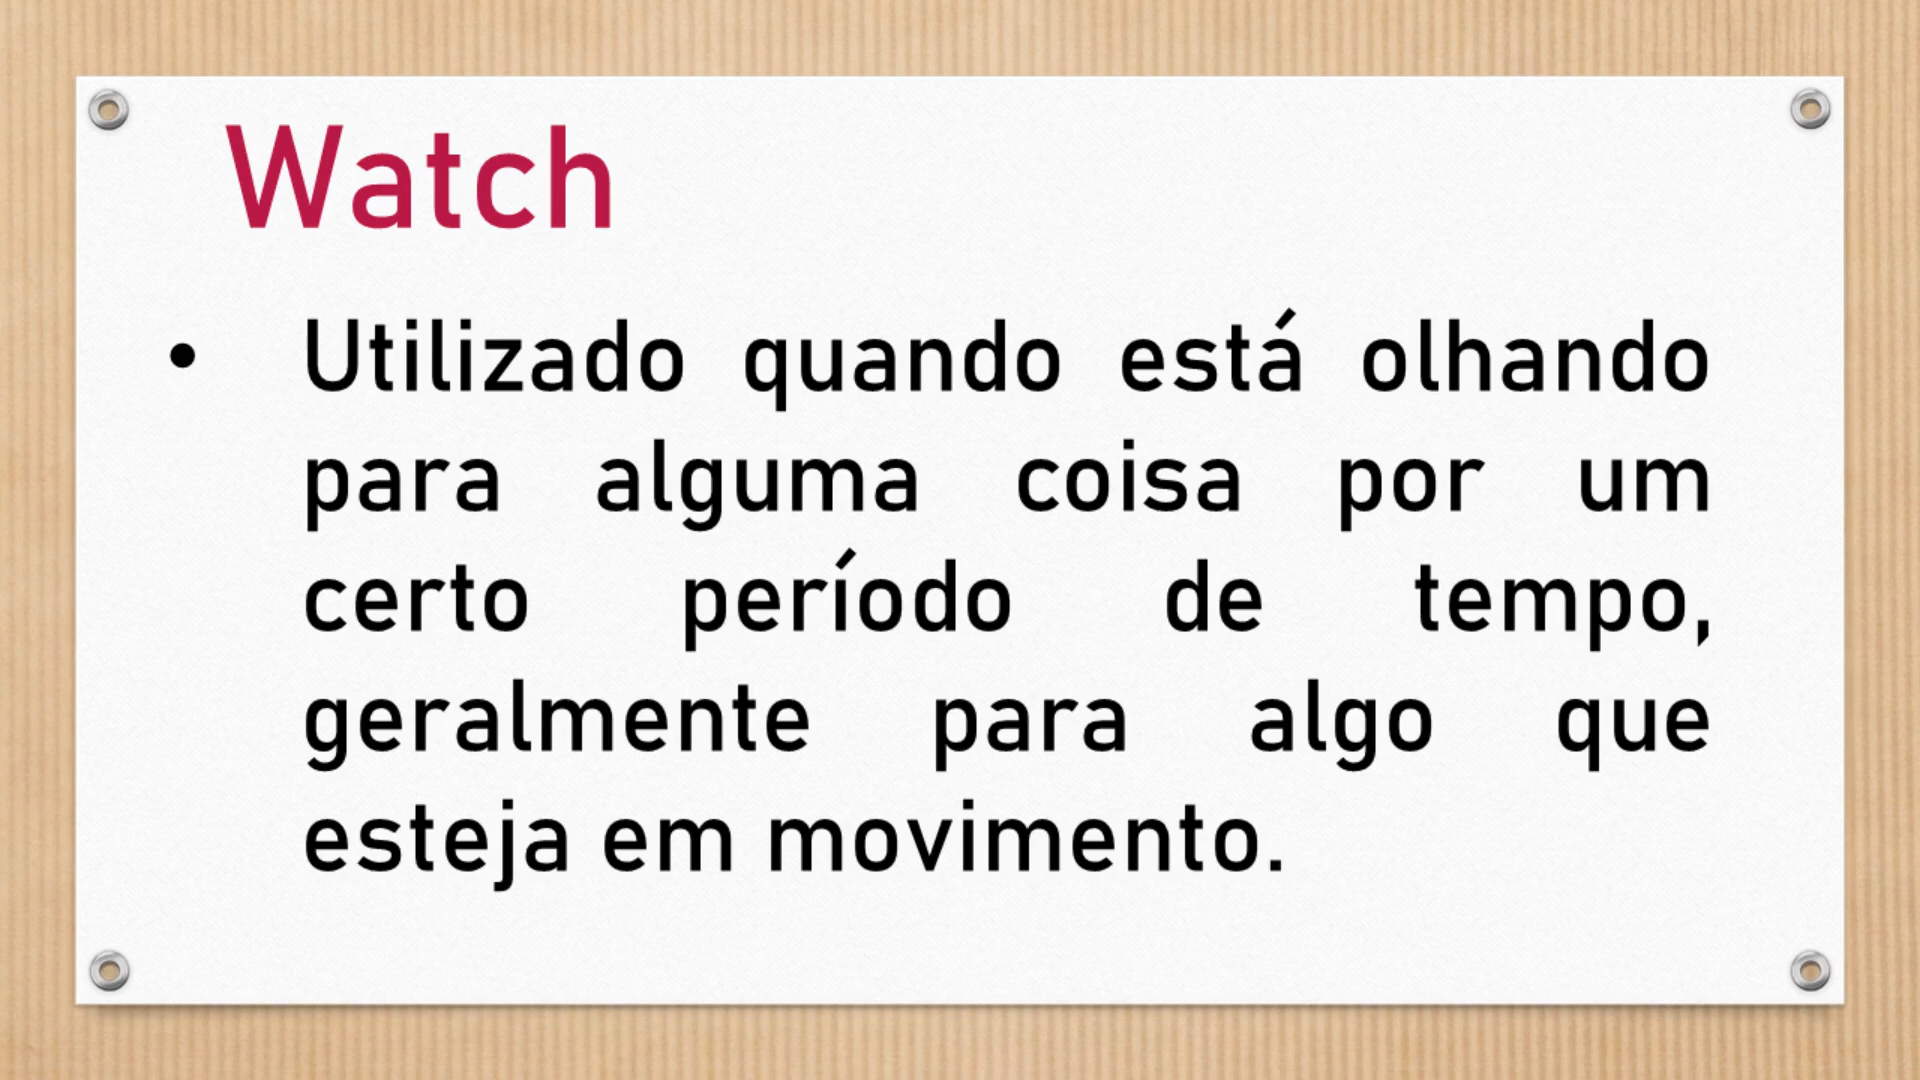 Watch
• Utilizado quando está olhando
para alguma coisa por um
certo período de tempo,
geralmente para algo que
esteja em movimento.